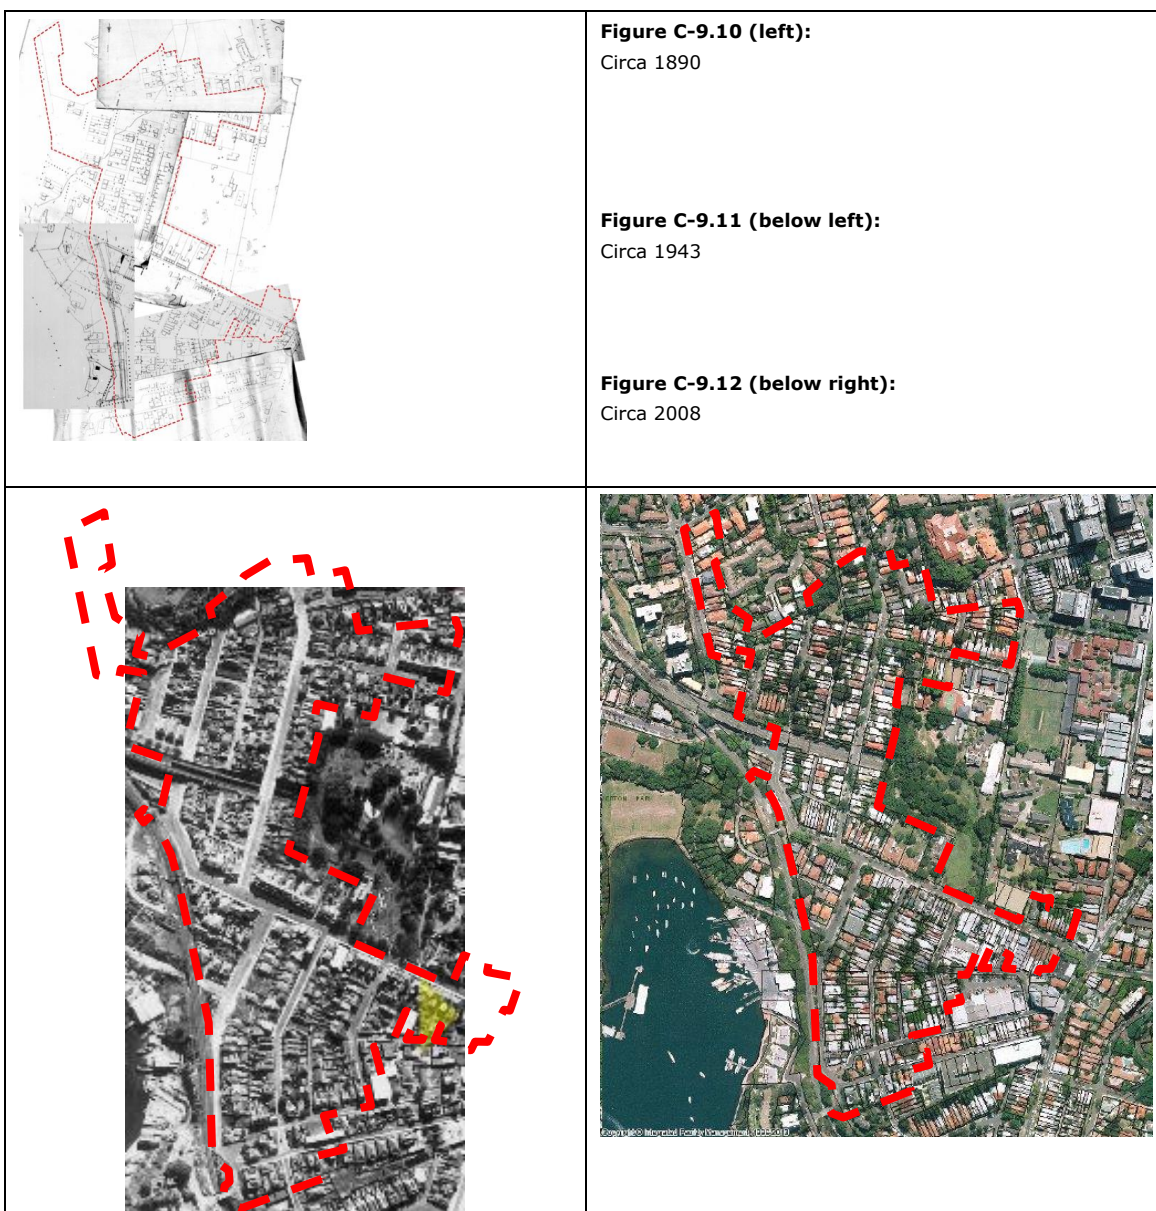 Figure C-9.10 (left):
Circa 1890
Figure C-9.11 (below left):
Circa 1943
Figure C-9.12 (below right):
Circa 2008